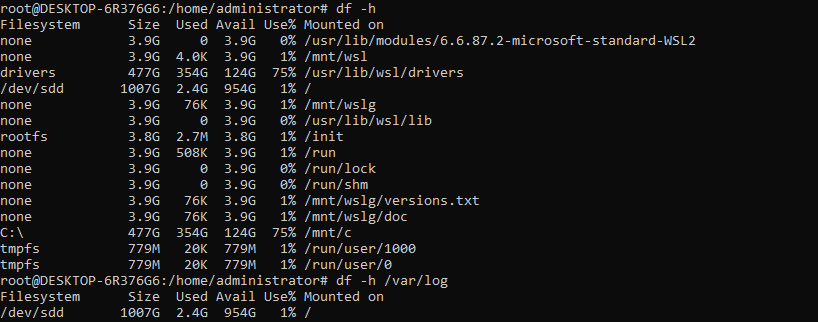 root@DESKTOP-6R376G6:/home/administrator# df -h
Filesystem      Size  Used Avail Use% Mounted on
none            3.9G     0  3.9G   0% /usr/lib/modules/6.6.87.2-microsoft-standard-WSL2
none            3.9G  4.0K  3.9G   1% /mnt/wsl
drivers         477G  354G  124G  75% /usr/lib/wsl/drivers
/dev/sdd       1007G  2.4G  954G   1% /
none            3.9G   76K  3.9G   1% /mnt/wslg
none            3.9G     0  3.9G   0% /usr/lib/wsl/lib
rootfs          3.8G  2.7M  3.8G   1% /init
none            3.9G  508K  3.9G   1% /run
none            3.9G     0  3.9G   0% /run/lock
none            3.9G     0  3.9G   0% /run/shm
none            3.9G   76K  3.9G   1% /mnt/wslg/versions.txt
none            3.9G   76K  3.9G   1% /mnt/wslg/doc
C:\             477G  354G  124G  75% /mnt/c
tmpfs           779M   20K  779M   1% /run/user/1000
tmpfs           779M   20K  779M   1% /run/user/0
root@DESKTOP-6R376G6:/home/administrator# df -h /var/log
Filesystem      Size  Used Avail Use% Mounted on
/dev/sdd       1007G  2.4G  954G   1% /